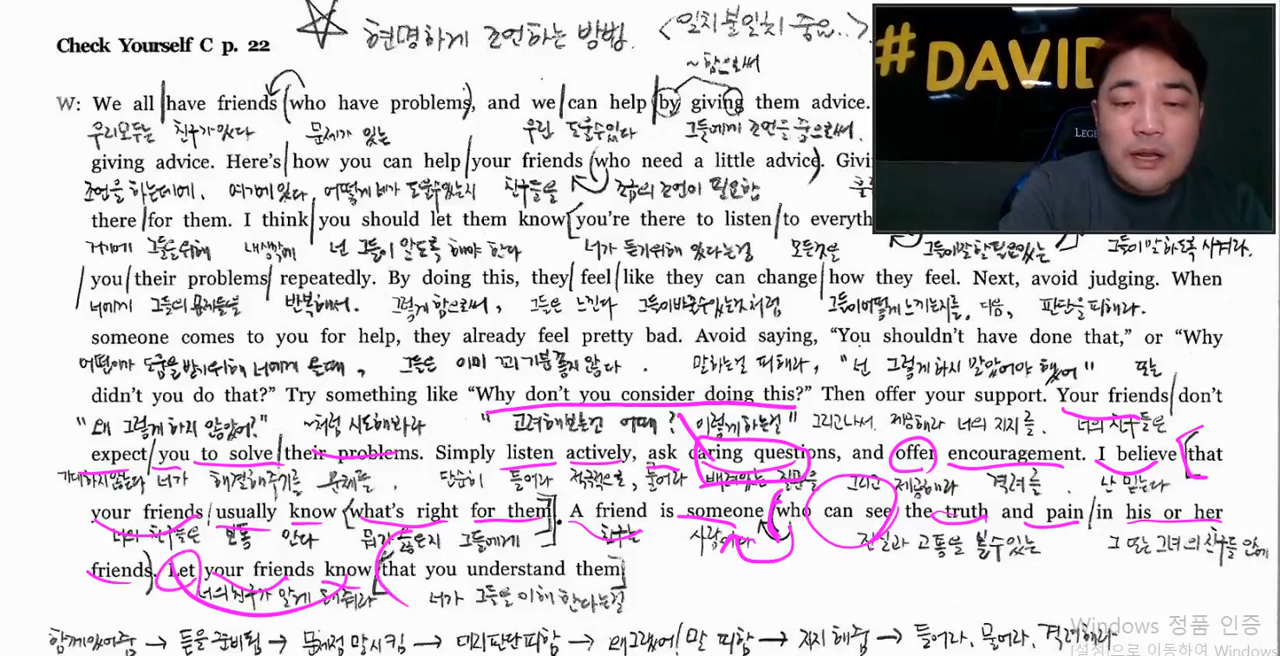 Check Yourself C p. 22
현명하게 조언하는 방법. <일치불일치 중요..>
# DAVID
~함으로써
W: We all have friends (who have problems), and we can help by giving them advice.
우리모두는 친구가 있다 문제가 있는 우린 도울수있다 그들에게 조언을 줌으로써.
giving advice. Here's how you can help your friends (who need a little advice). Givi
조언을 하는데에. 여기에 있다 어떻게 네가 도울수있는지 친구들을 조금의 조언이 필요함
there for them. I think you should let them know [you're there to listen to everyth
거기에 그들을위해 내생각에 넌 그들이 알도록 해야 한다 네가 듣기위해 있다는걸 모든것을 그들이 말하도록 시켜라.
you their problems repeatedly. By doing this, they feel like they can change how they feel. Next, avoid judging. When
너에게 그들의 문제들을 반복해서. 그렇게 함으로써, 그들은 느낀다 그들이바꿀수있는것처럼 그들이어떻게느끼는지를. 다음, 판단을 피해라.
someone comes to you for help, they already feel pretty bad. Avoid saying, “You shouldn't have done that,” or “Why
어떤이가 도움을받기위해 너에게 올때, 그들은 이미 꽤 기분좋지 않다. 말하는걸 피해라, "넌 그렇게하지 말았어야 했어" 또는
didn't you do that?” Try something like “Why don't you consider doing this?” Then offer your support. Your friends don't
"왜 그렇게 하지 않았어?" ~처럼 시도해봐라 "고려해보는건 어때? 이렇게하는걸" 그리고나서 제공해라 너의 지지를. 너의 친구들은
expect you to solve their problems. Simply listen actively, ask caring questions, and offer encouragement. I believe [that
기대하지않는다 네가 해결해주기를 문제들을. 단순히 들어라 적극적으로, 물어라 배려있는 질문을 그리고 제공해라 격려를. 난 믿는다
your friends usually know [what's right for them]. A friend is someone (who can see the truth and pain in his or her
너의 친구들은 보통 안다 뭐가 옳은지 그들에게 친구는 사람이다 진실과 고통을 볼수있는 그 또는 그녀의 친구들 안에
friends). Let your friends know [that you understand them]
너의친구가 알게 해줘라 네가 그들을 이해 한다는걸
함께있어줌 → 들을 준비됨 → 문제점 말시킴 → 대리판단피함 → 왜그랬어! 말 피함 → 지지 해줌 → 들어라, 물어라, 격려해라
Windows 정품 인증
[설정]으로 이동하여 Windows